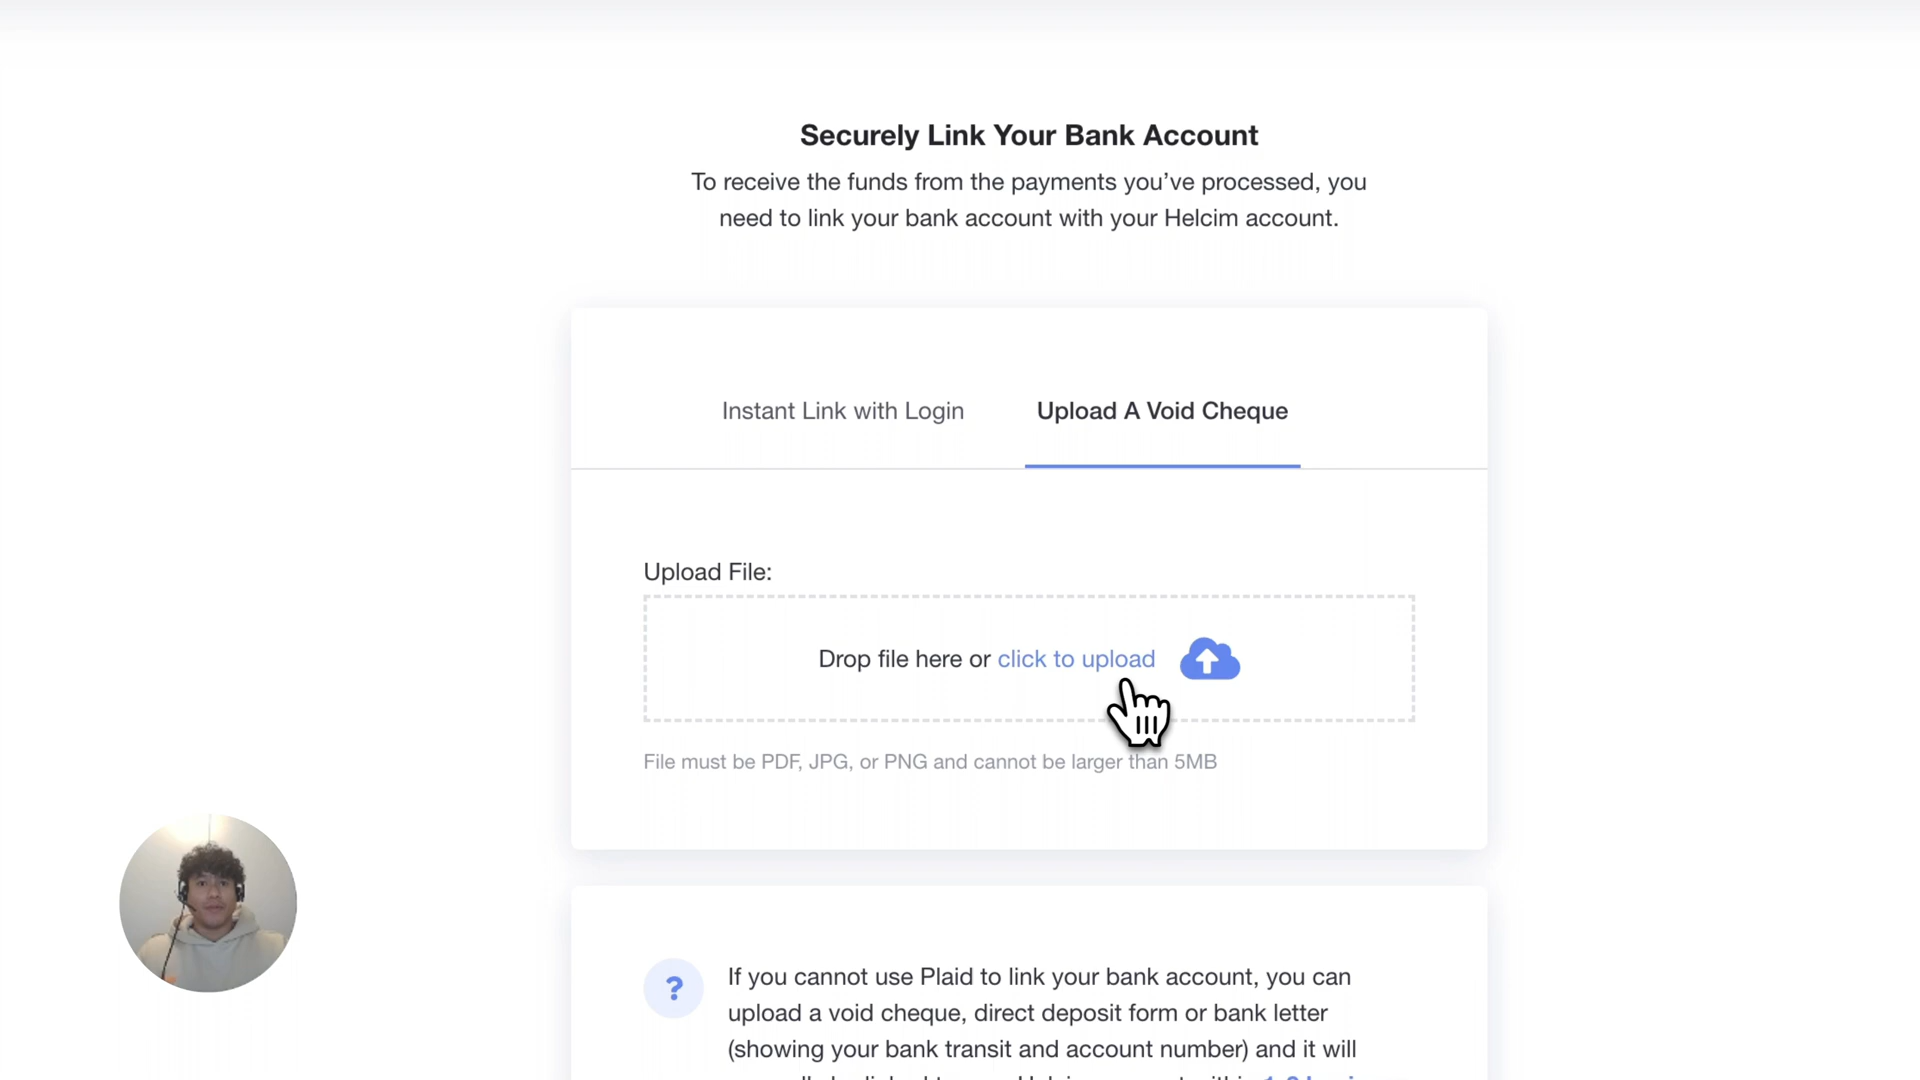 Securely Link Your Bank Account
To receive the funds from the payments you’ve processed, you
need to link your bank account with your Helcim account.
Instant Link with Login
Upload A Void Cheque
Upload File:
Drop file here or click to upload
File must be PDF, JPG, or PNG and cannot be larger than 5MB
?
If you cannot use Plaid to link your bank account, you can
upload a void cheque, direct deposit form or bank letter
(showing your bank transit and account number) and it will